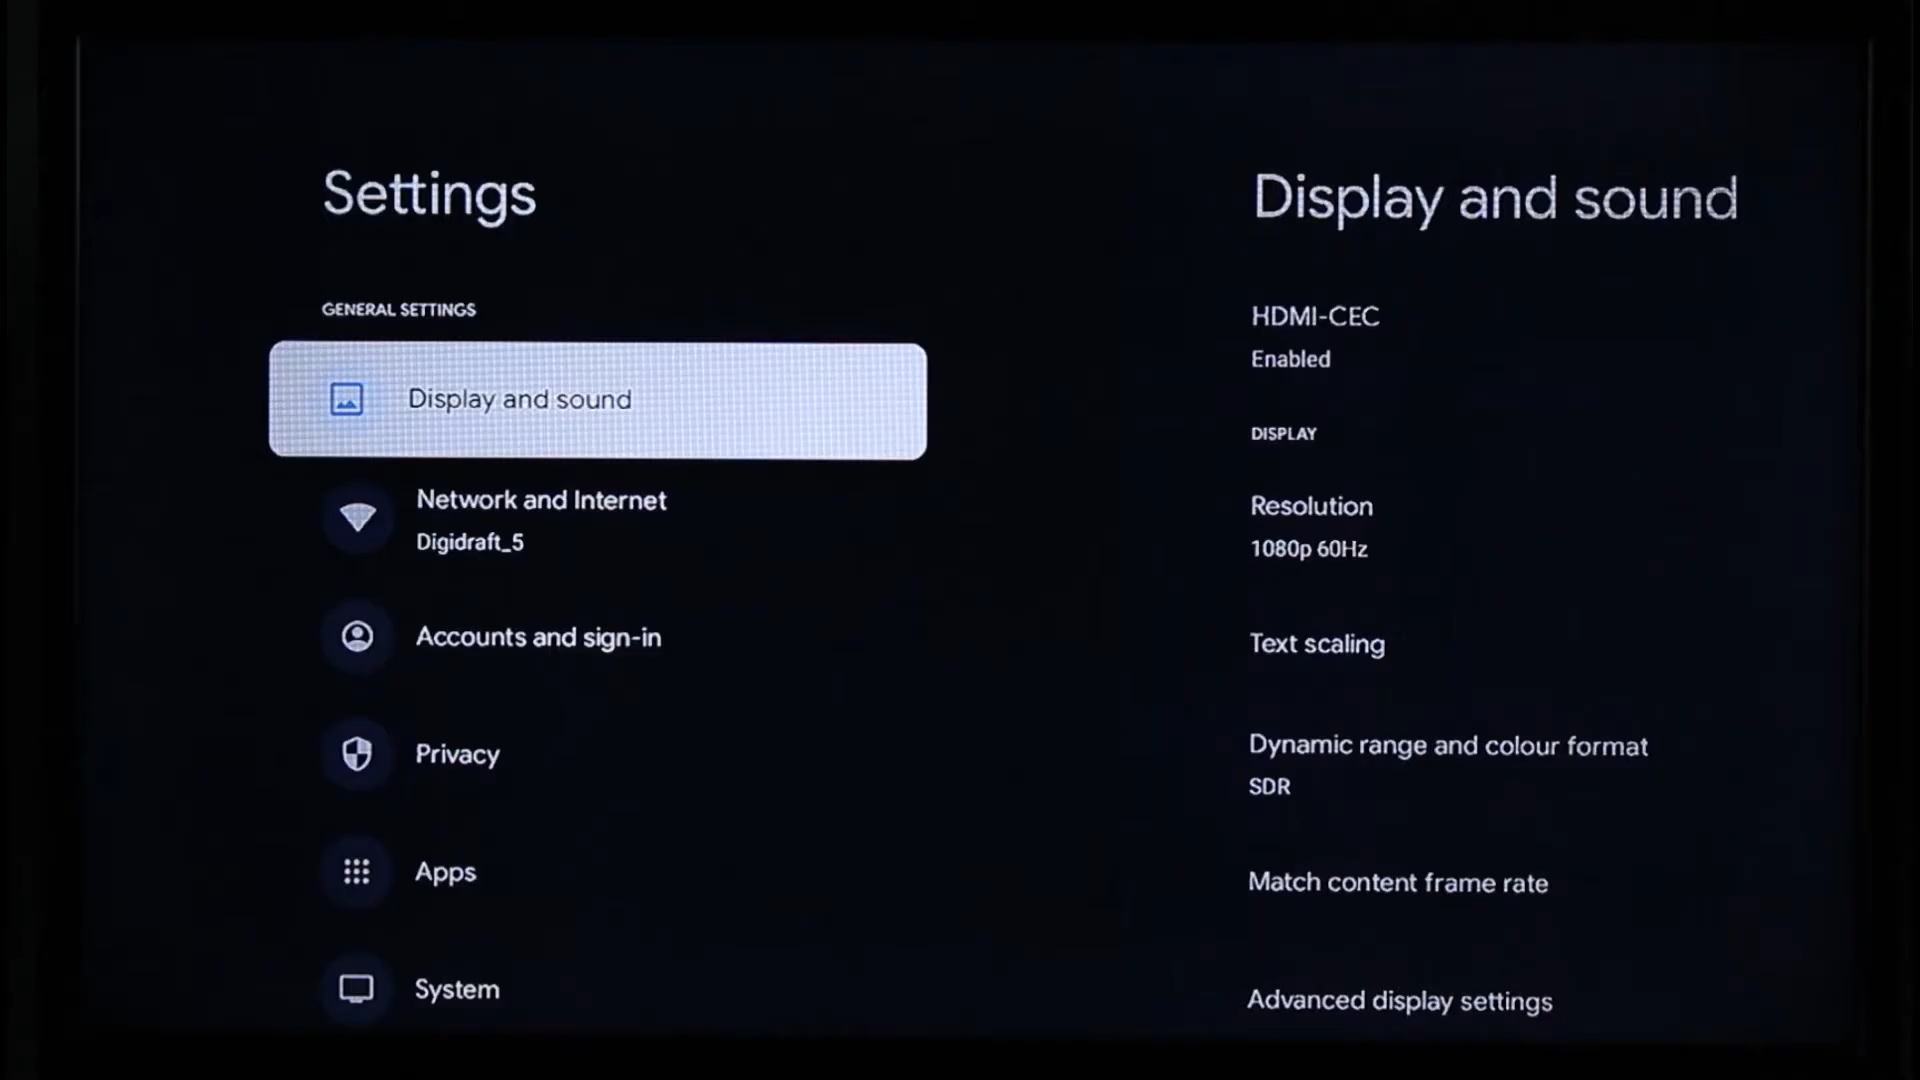 Settings
GENERAL SETTINGS
Display and sound
Network and Internet
Digidraft_5
Accounts and sign-in
Privacy
Apps
System
Display and sound
HDMI-CEC
Enabled
DISPLAY
Resolution
1080p 60Hz
Text scaling
Dynamic range and colour format
SDR
Match content frame rate
Advanced display settings